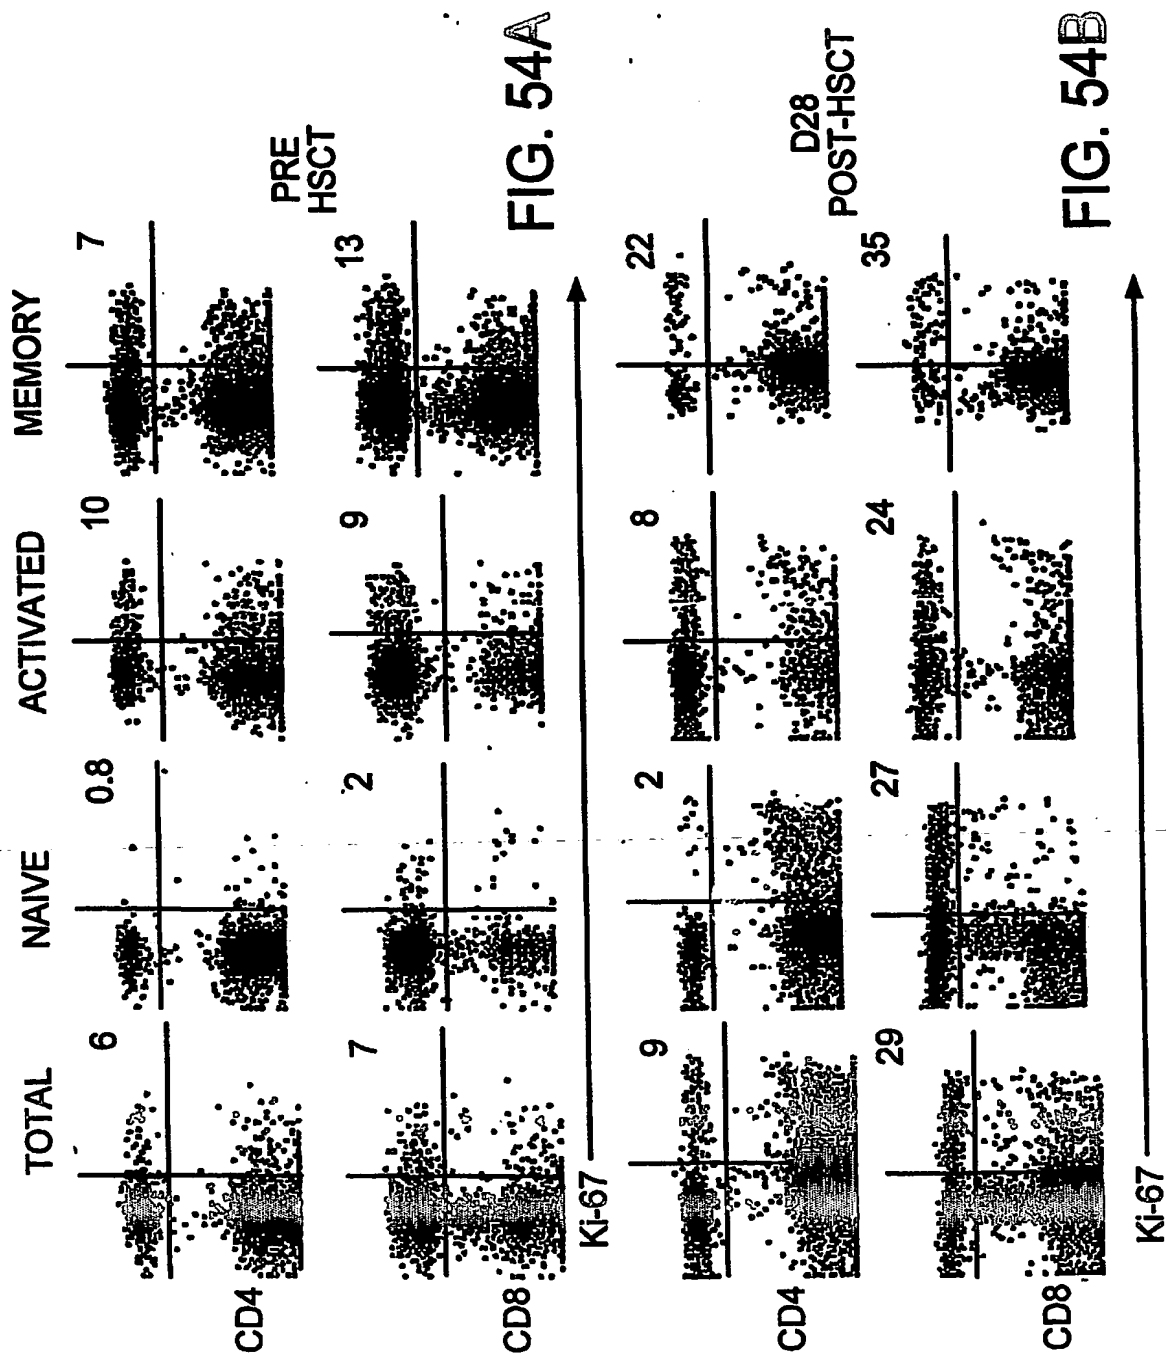 TOTAL NAIVE ACTIVATED MEMORY
6 0.8 10 7
CD4
PRE
HSCT
7 2 9 13
CD8
Ki-67
FIG. 54A
9 2 8 22
CD4
D28
POST-HSCT
29 27 24 35
CD8
Ki-67
FIG. 54B